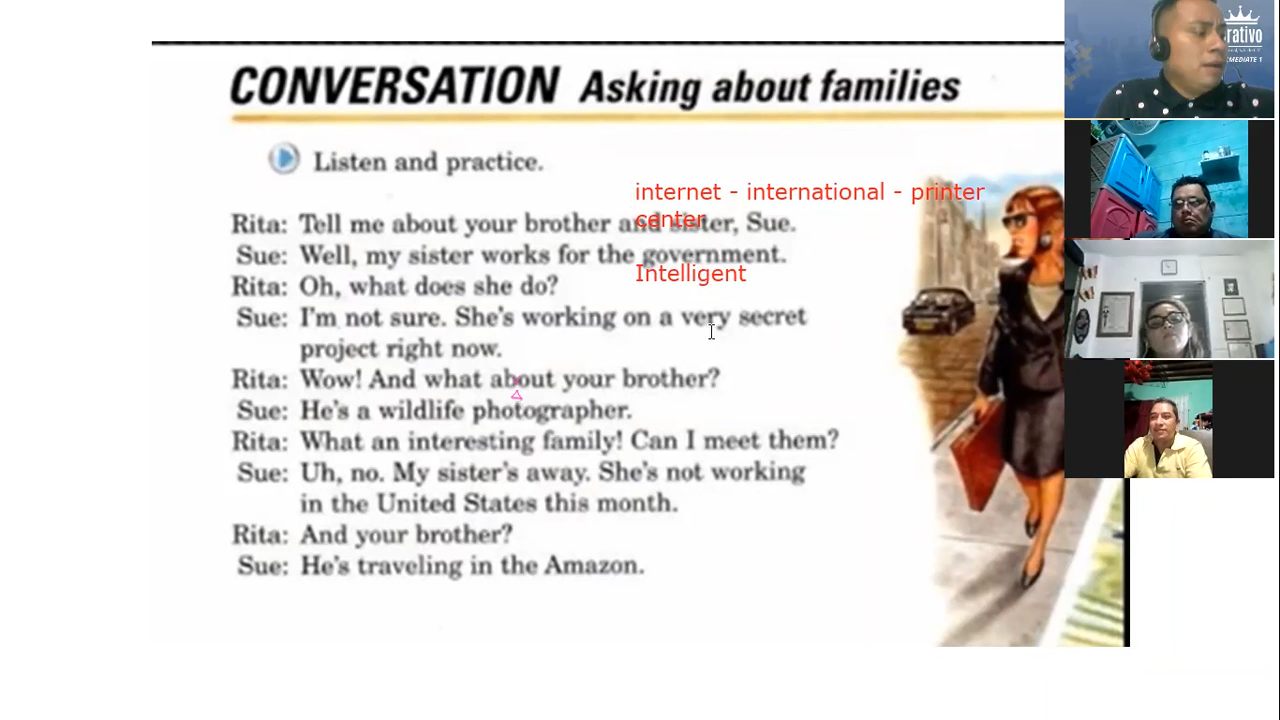 CONVERSATION Asking about families
Listen and practice.
internet - international - printer
center
Intelligent
Rita: Tell me about your brother and sister, Sue.
Sue: Well, my sister works for the government.
Rita: Oh, what does she do?
Sue: I'm not sure. She's working on a very secret
project right now.
Rita: Wow! And what about your brother?
Sue: He's a wildlife photographer.
Rita: What an interesting family! Can I meet them?
Sue: Uh, no. My sister's away. She's not working
in the United States this month.
Rita: And your brother?
Sue: He's traveling in the Amazon.
rativo
MEDIATE 1